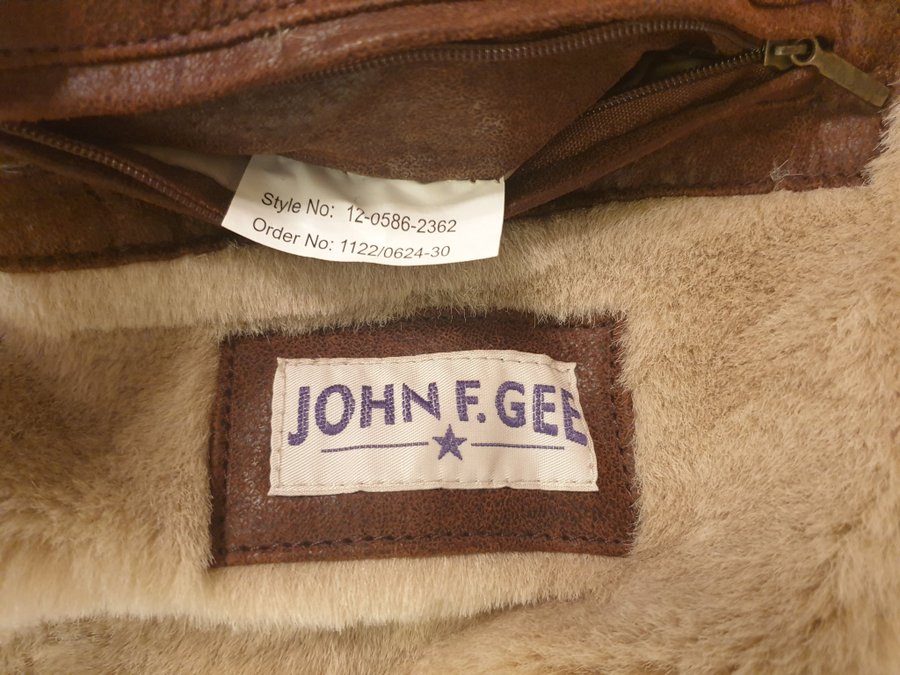 Style No: 12-0586-2362
Order No: 1122/0624-30
JOHN F. GEE